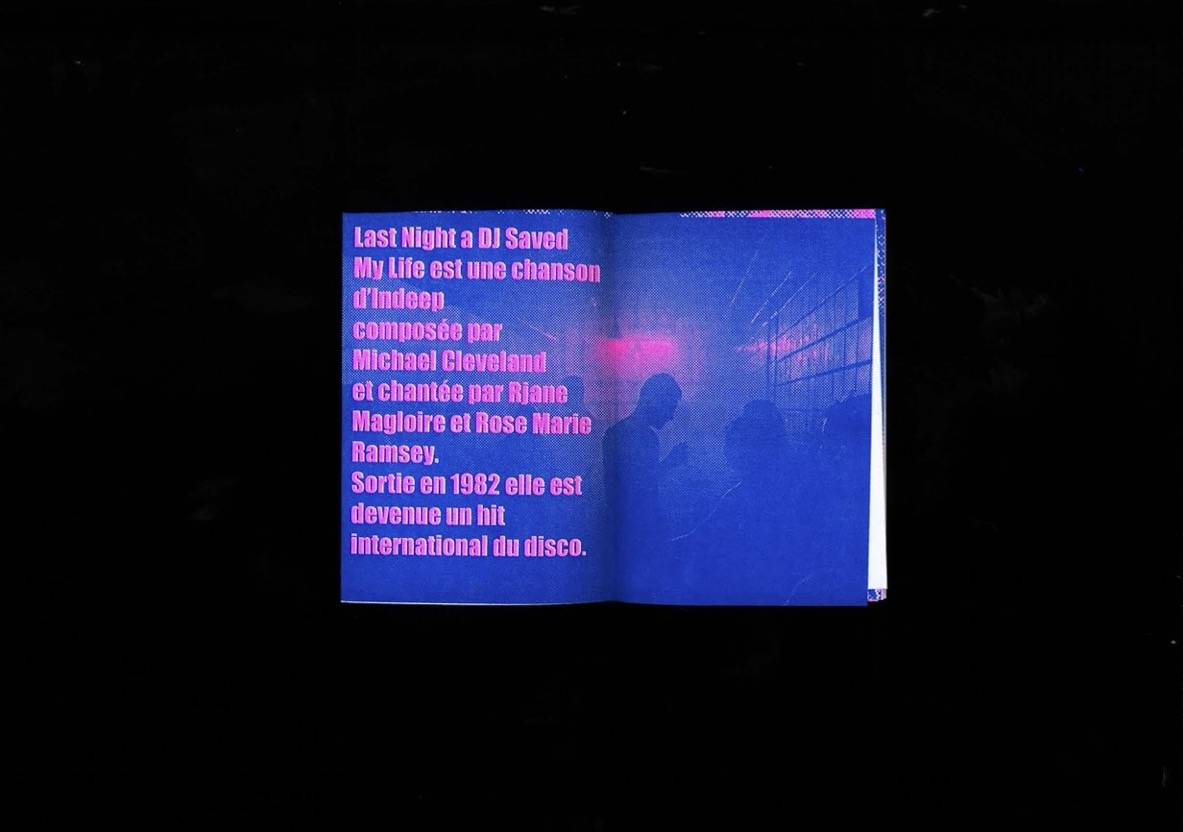 Last Night a DJ Saved
My Life est une chanson
d'Indeep
composée par
Michael Cleveland
et chantée par Rjane
Magloire et Rose Marie
Ramsey.
Sortie en 1982 elle est
devenue un hit
international du disco.